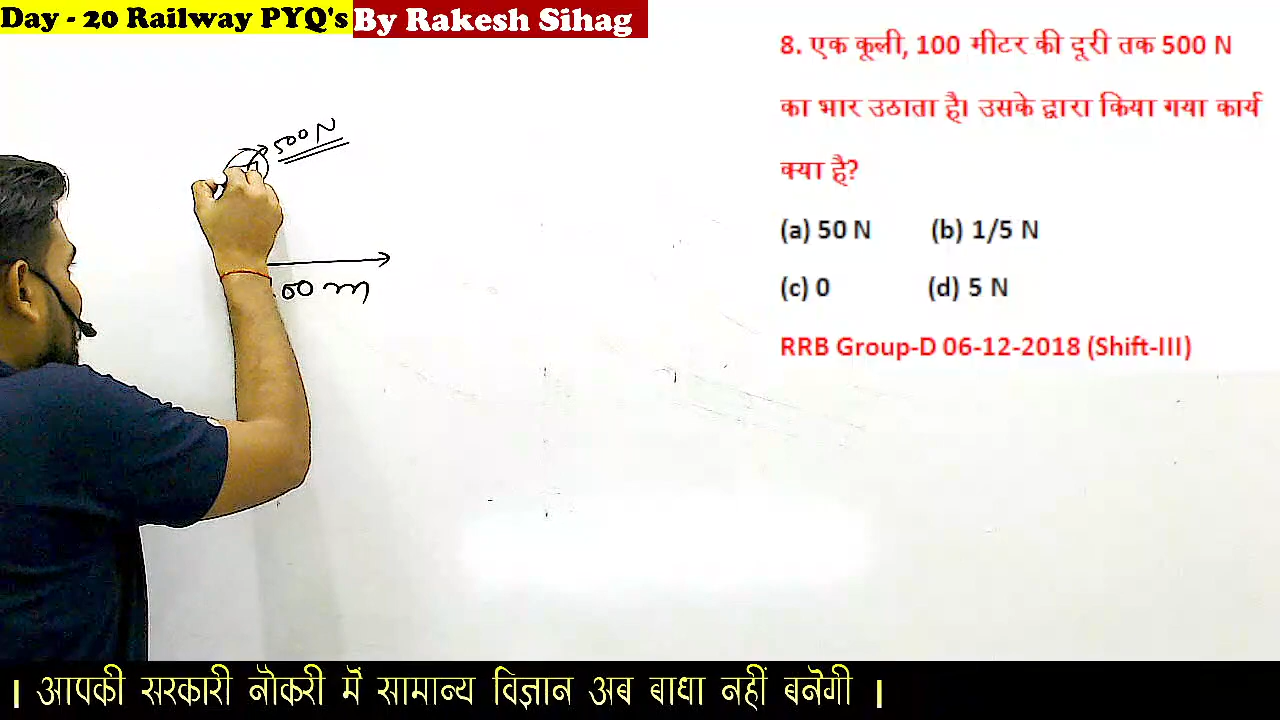 Day - 20 Railway PYQ's By Rakesh Sihag
8. एक कूली, 100 मीटर की दूरी तक 500 N
का भार उठाता है। उसके द्वारा किया गया कार्य
क्या है?
(a) 50 N (b) 1/5 N
(c) 0 (d) 5 N
RRB Group-D 06-12-2018 (Shift-III)
500 N
00 m
। आपकी सरकारी नौकरी में सामान्य विज्ञान अब बाधा नहीं बनेगी ।